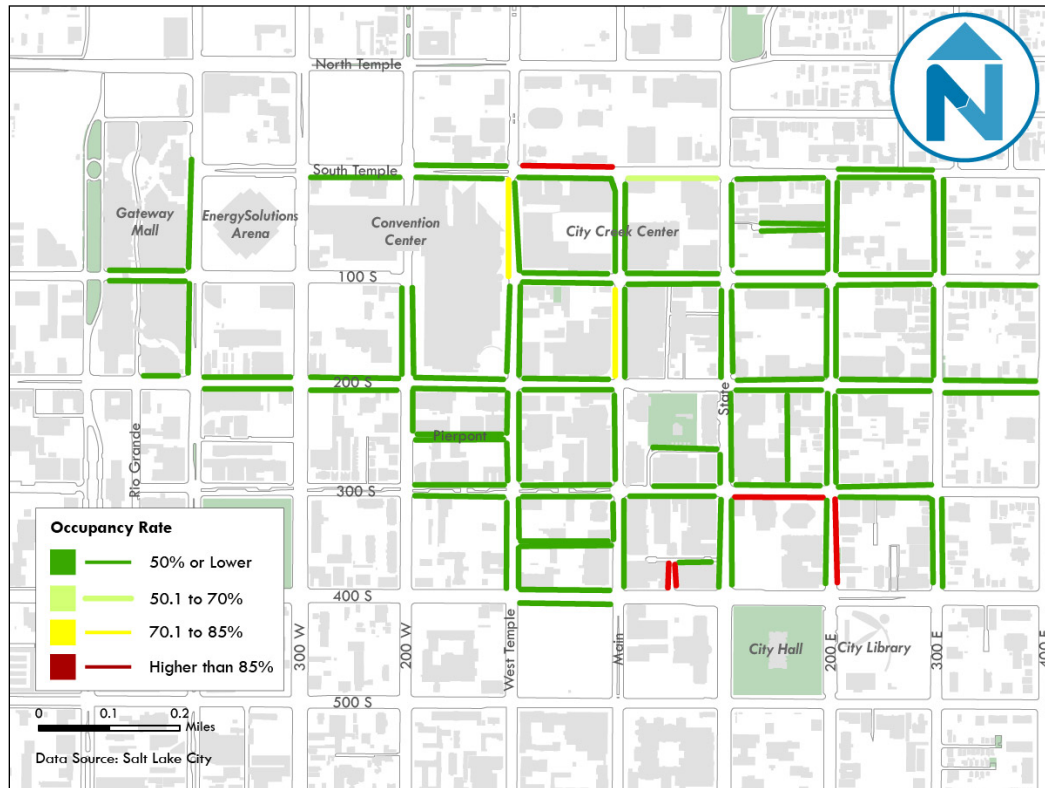 N
North Temple
South Temple
Gateway
Mall
EnergySolutions
Arena
Convention
Center
City Creek Center
100 S
200 S
State
Pierpont
Rio Grande
300 S
Occupancy Rate
50% or Lower
50.1 to 70%
70.1 to 85%
Higher than 85%
400 S
300 W
200 W
West Temple
Main
City Hall
200 E
City Library
300 E
400 E
500 S
0 0.1 0.2
Miles
Data Source: Salt Lake City